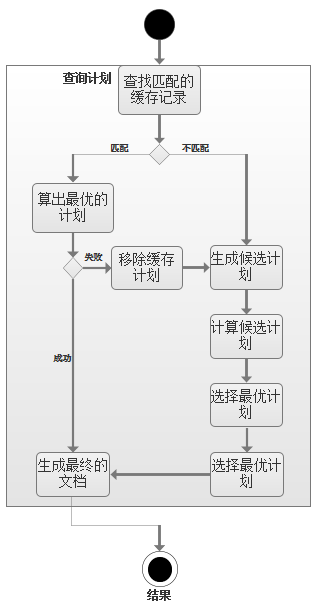 查询计划
查找匹配的
缓存记录
匹配
不匹配
算出最优的
计划
失败
移除缓存
计划
生成候选计
划
计算候选计
划
成功
选择最优计
划
生成最终的
文档
选择最优计
划
结果